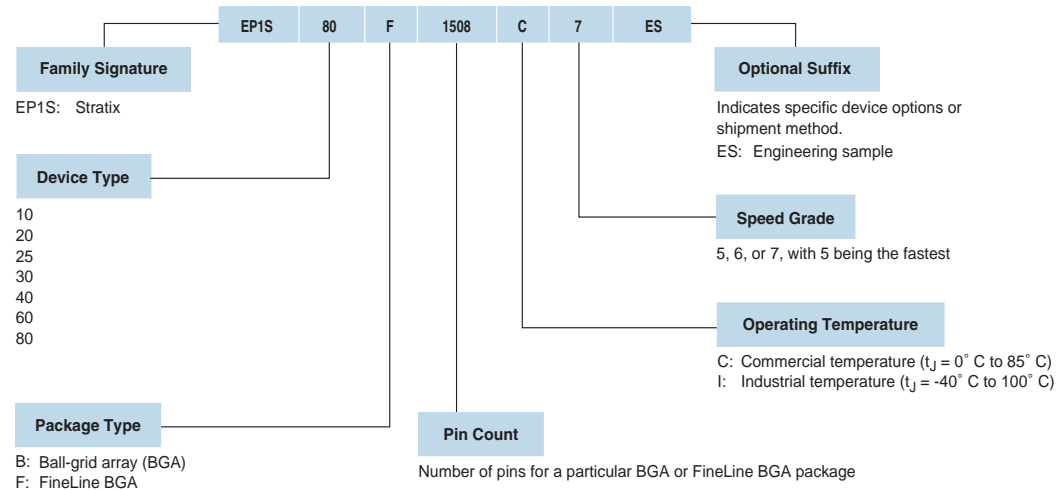 EP1S 80 F 1508 C 7 ES
Family Signature
EP1S: Stratix
Device Type
10
20
25
30
40
60
80
Package Type
B: Ball-grid array (BGA)
F: FineLine BGA
Pin Count
Number of pins for a particular BGA or FineLine BGA package
Optional Suffix
Indicates specific device options or
shipment method.
ES: Engineering sample
Speed Grade
5, 6, or 7, with 5 being the fastest
Operating Temperature
C: Commercial temperature (tJ = 0° C to 85° C)
I: Industrial temperature (tJ = -40° C to 100° C)